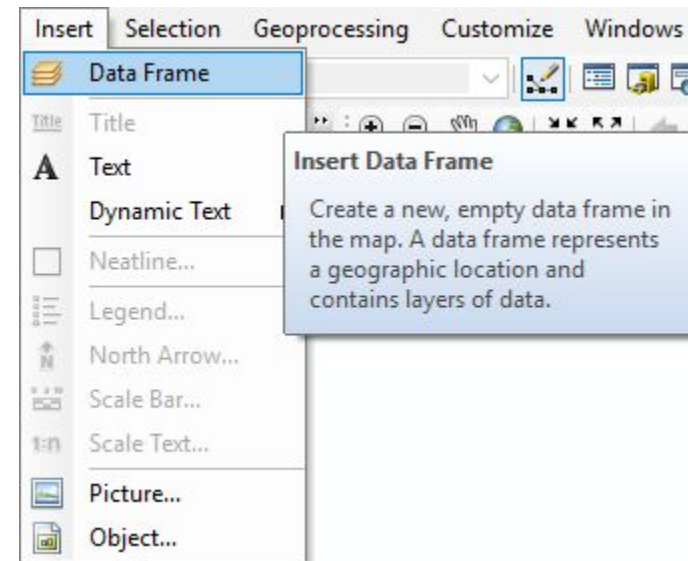 Insert Selection Geoprocessing Customize Windows
Data Frame
Title Title
A Text
Dynamic Text
Neatline...
Legend...
N North Arrow...
Scale Bar...
1:n Scale Text...
Picture...
Object...
Insert Data Frame
Create a new, empty data frame in
the map. A data frame represents
a geographic location and
contains layers of data.